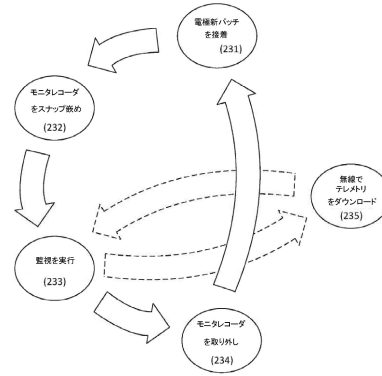 電極新パッチ
を接着
(231)
モニタレコーダ
をスナップ嵌め
(232)
無線で
テレメトリ
をダウンロード
(235)
監視を実行
(233)
モニタレコーダ
を取り外し
(234)